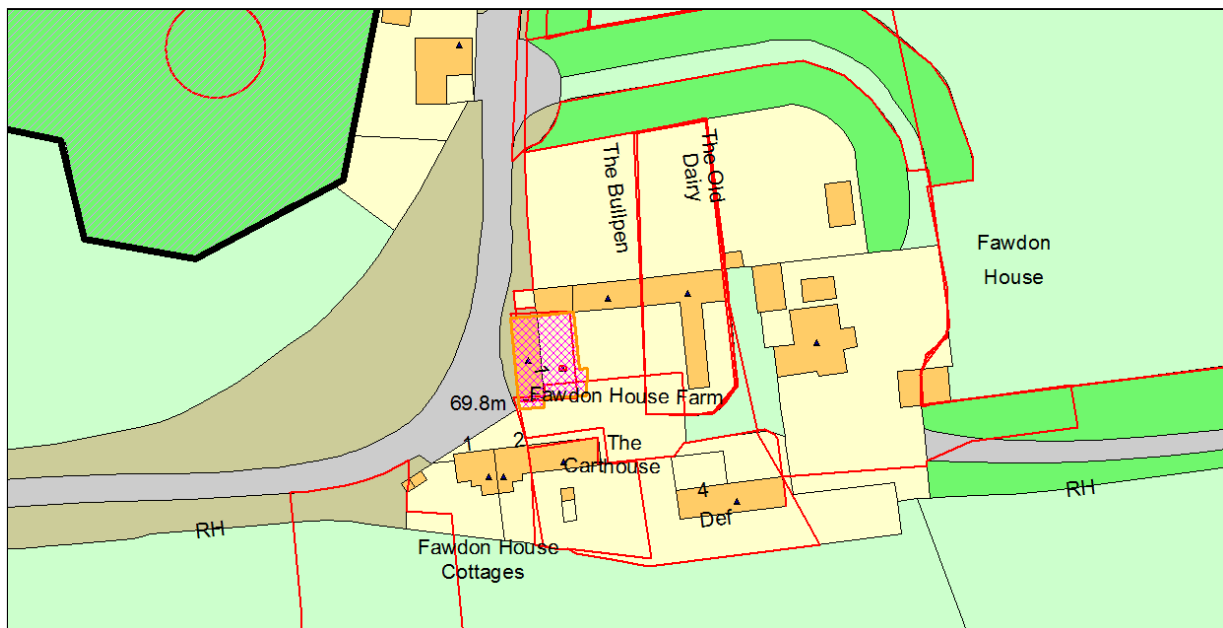 The Bullpen
The Old
Dairy
Fawdon
House
1
Fawdon House Farm
69.8m
1
2
The
Carthouse
4
Def
RH
RH
Fawdon House
Cottages